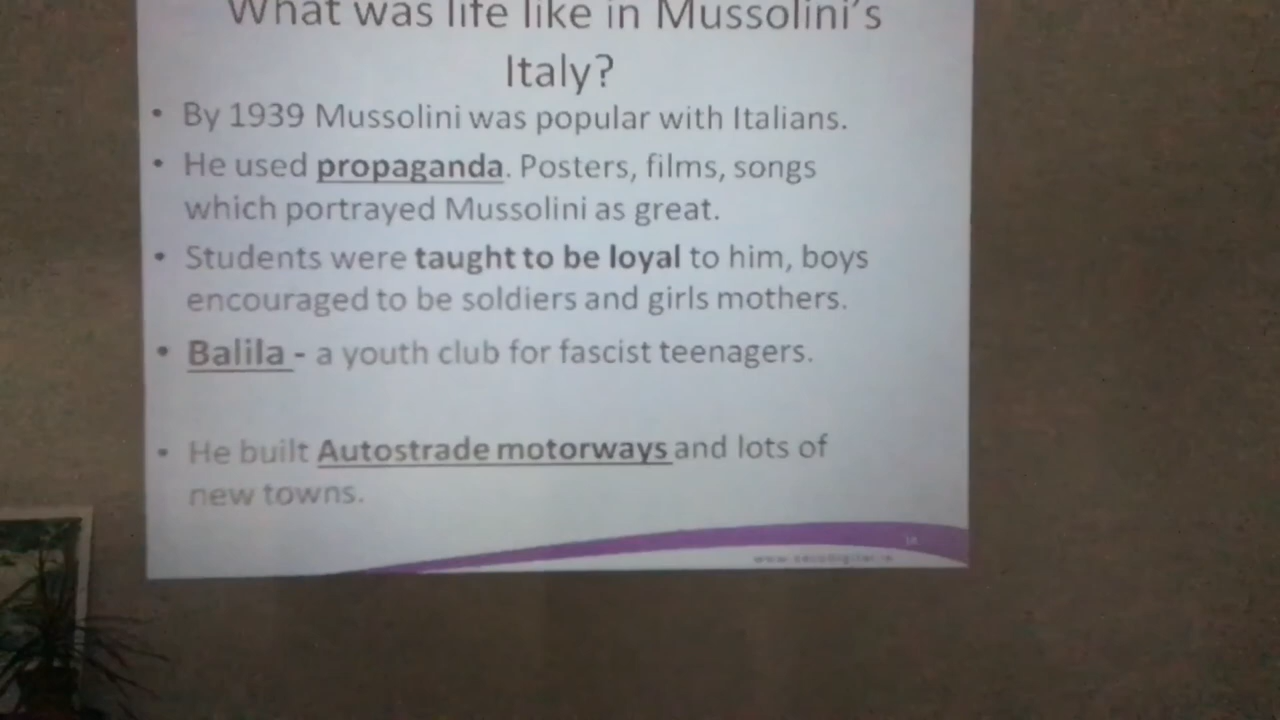 What was life like in Mussolini's
Italy?
• By 1939 Mussolini was popular with Italians.
• He used propaganda. Posters, films, songs
which portrayed Mussolini as great.
• Students were taught to be loyal to him, boys
encouraged to be soldiers and girls mothers.
• Balila - a youth club for fascist teenagers.
• He built Autostrade motorways and lots of
new towns.